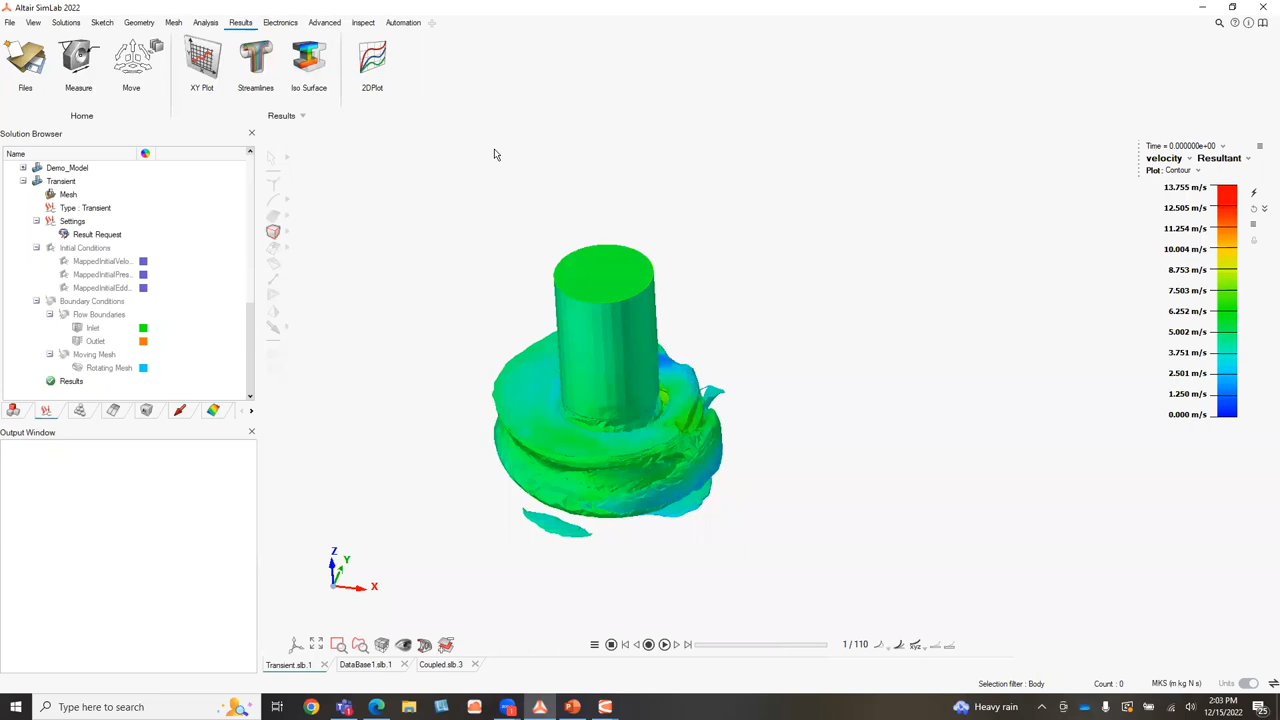 Altair SimLab 2022
File View Solutions Sketch Geometry Mesh Analysis Results Electronics Advanced Inspect Automation
Files Measure Move XY Plot Streamlines Iso Surface 2DPlot
Home Results
Solution Browser
Name
Demo_Model
Transient
Mesh
Type : Transient
Settings
Result Request
Initial Conditions
MappedInitialVelo..
MappedInitialPres..
MappedInitialEdd..
Boundary Conditions
Flow Boundaries
Inlet
Outlet
Moving Mesh
Rotating Mesh
Results
Output Window
Time = 0.000000e+00
velocity Resultant
Plot: Contour
13.755 m/s
12.505 m/s
11.254 m/s
10.004 m/s
8.753 m/s
7.503 m/s
6.252 m/s
5.002 m/s
3.751 m/s
2.501 m/s
1.250 m/s
0.000 m/s
Z
Y
X
1 / 110
xyz
Transient.slb.1 DataBase1.slb.1 Coupled.slb.3
Selection filter : Body Count : 0 MKS (m kg N s) Units
Type here to search
Heavy rain
2:03 PM
12/15/2022